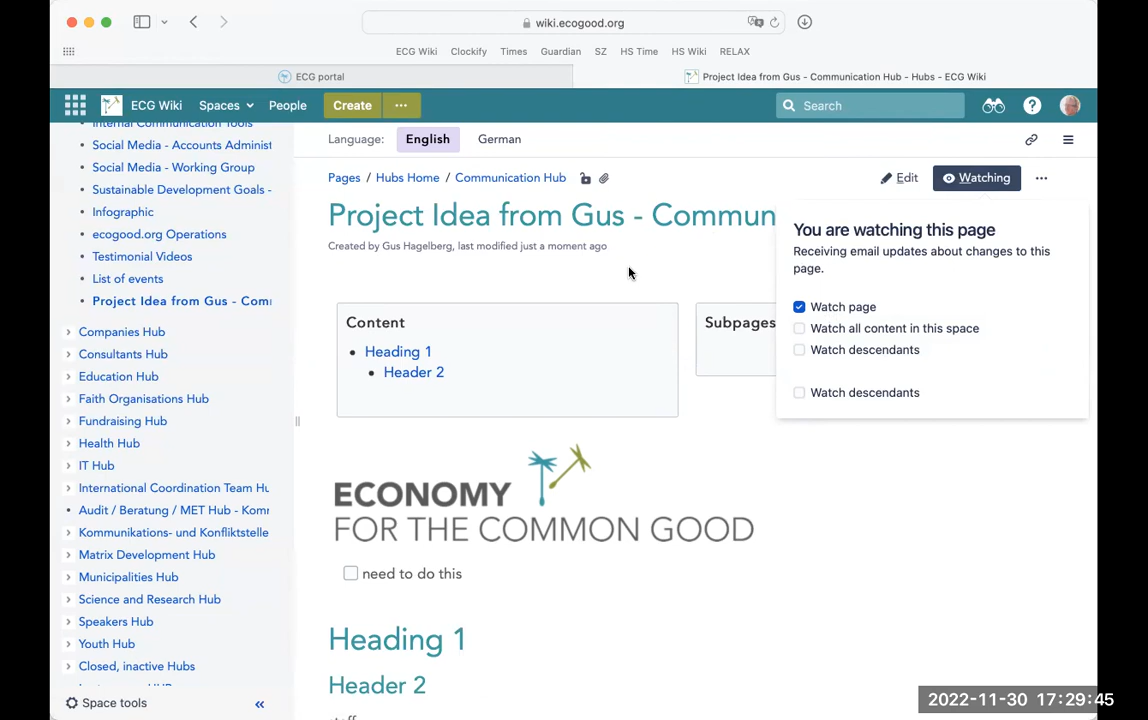 wiki.ecogood.org
ECG Wiki Clockify Times Guardian SZ HS Time HS Wiki RELAX
ECG portal
Project Idea from Gus - Communication Hub - Hubs - ECG Wiki
ECG Wiki Spaces People Create ••• Search
Internal Communication Tools
Social Media - Accounts Administ
Social Media - Working Group
Sustainable Development Goals -
Infographic
ecogood.org Operations
Testimonial Videos
List of events
Project Idea from Gus - Com
Companies Hub
Consultants Hub
Education Hub
Faith Organisations Hub
Fundraising Hub
Health Hub
IT Hub
International Coordination Team Hu
Audit / Beratung / MET Hub - Kom
Kommunikations- und Konfliktstelle
Matrix Development Hub
Municipalities Hub
Science and Research Hub
Speakers Hub
Youth Hub
Closed, inactive Hubs
Space tools
Language: English German
Pages / Hubs Home / Communication Hub
Edit Watching
Project Idea from Gus - Commun
Created by Gus Hagelberg, last modified just a moment ago
You are watching this page
Receiving email updates about changes to this
page.
Watch page
Watch all content in this space
Watch descendants
Watch descendants
Content
Heading 1
Header 2
Subpages
ECONOMY
FOR THE COMMON GOOD
need to do this
Heading 1
Header 2
2022-11-30 17:29:45